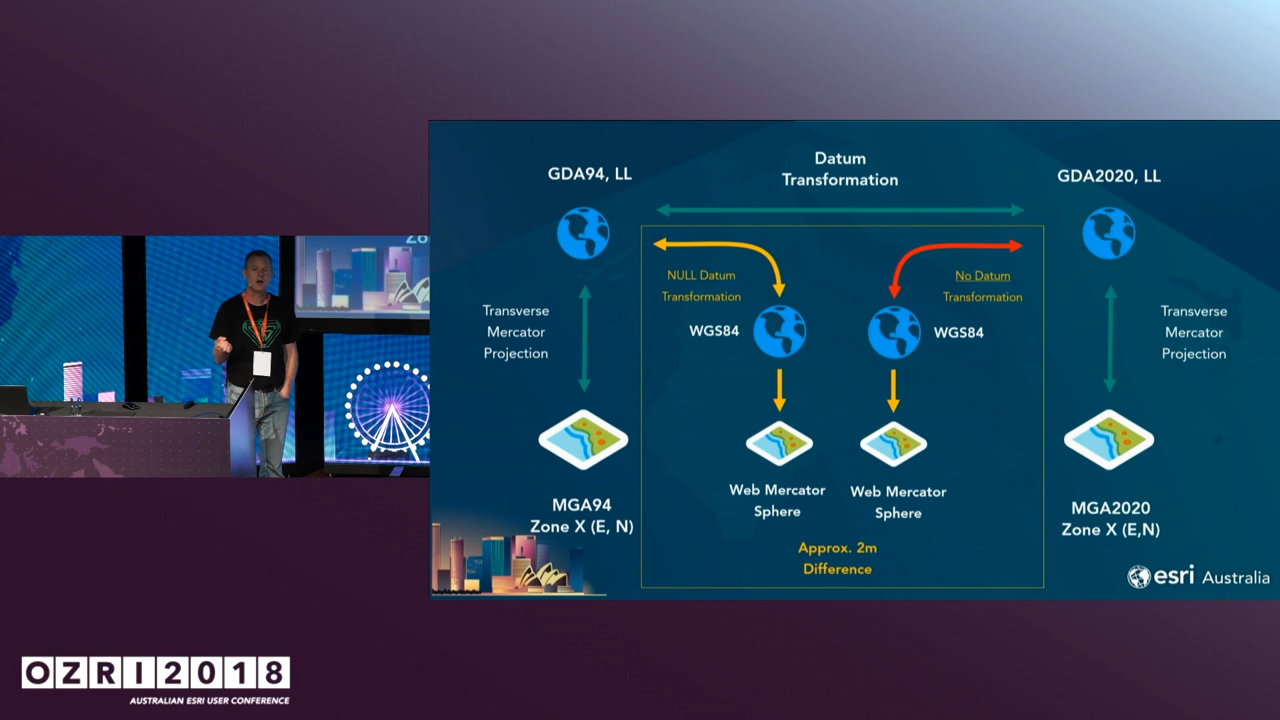 GDA94, LL
Datum
Transformation
GDA2020, LL
NULL Datum
Transformation
No Datum
Transformation
Transverse
Mercator
Projection
WGS84
WGS84
Transverse
Mercator
Projection
Web Mercator
Sphere
Web Mercator
Sphere
MGA94
Zone X (E, N)
MGA2020
Zone X (E,N)
Approx. 2m
Difference
esri Australia
OZRI2018
AUSTRALIAN ESRI USER CONFERENCE